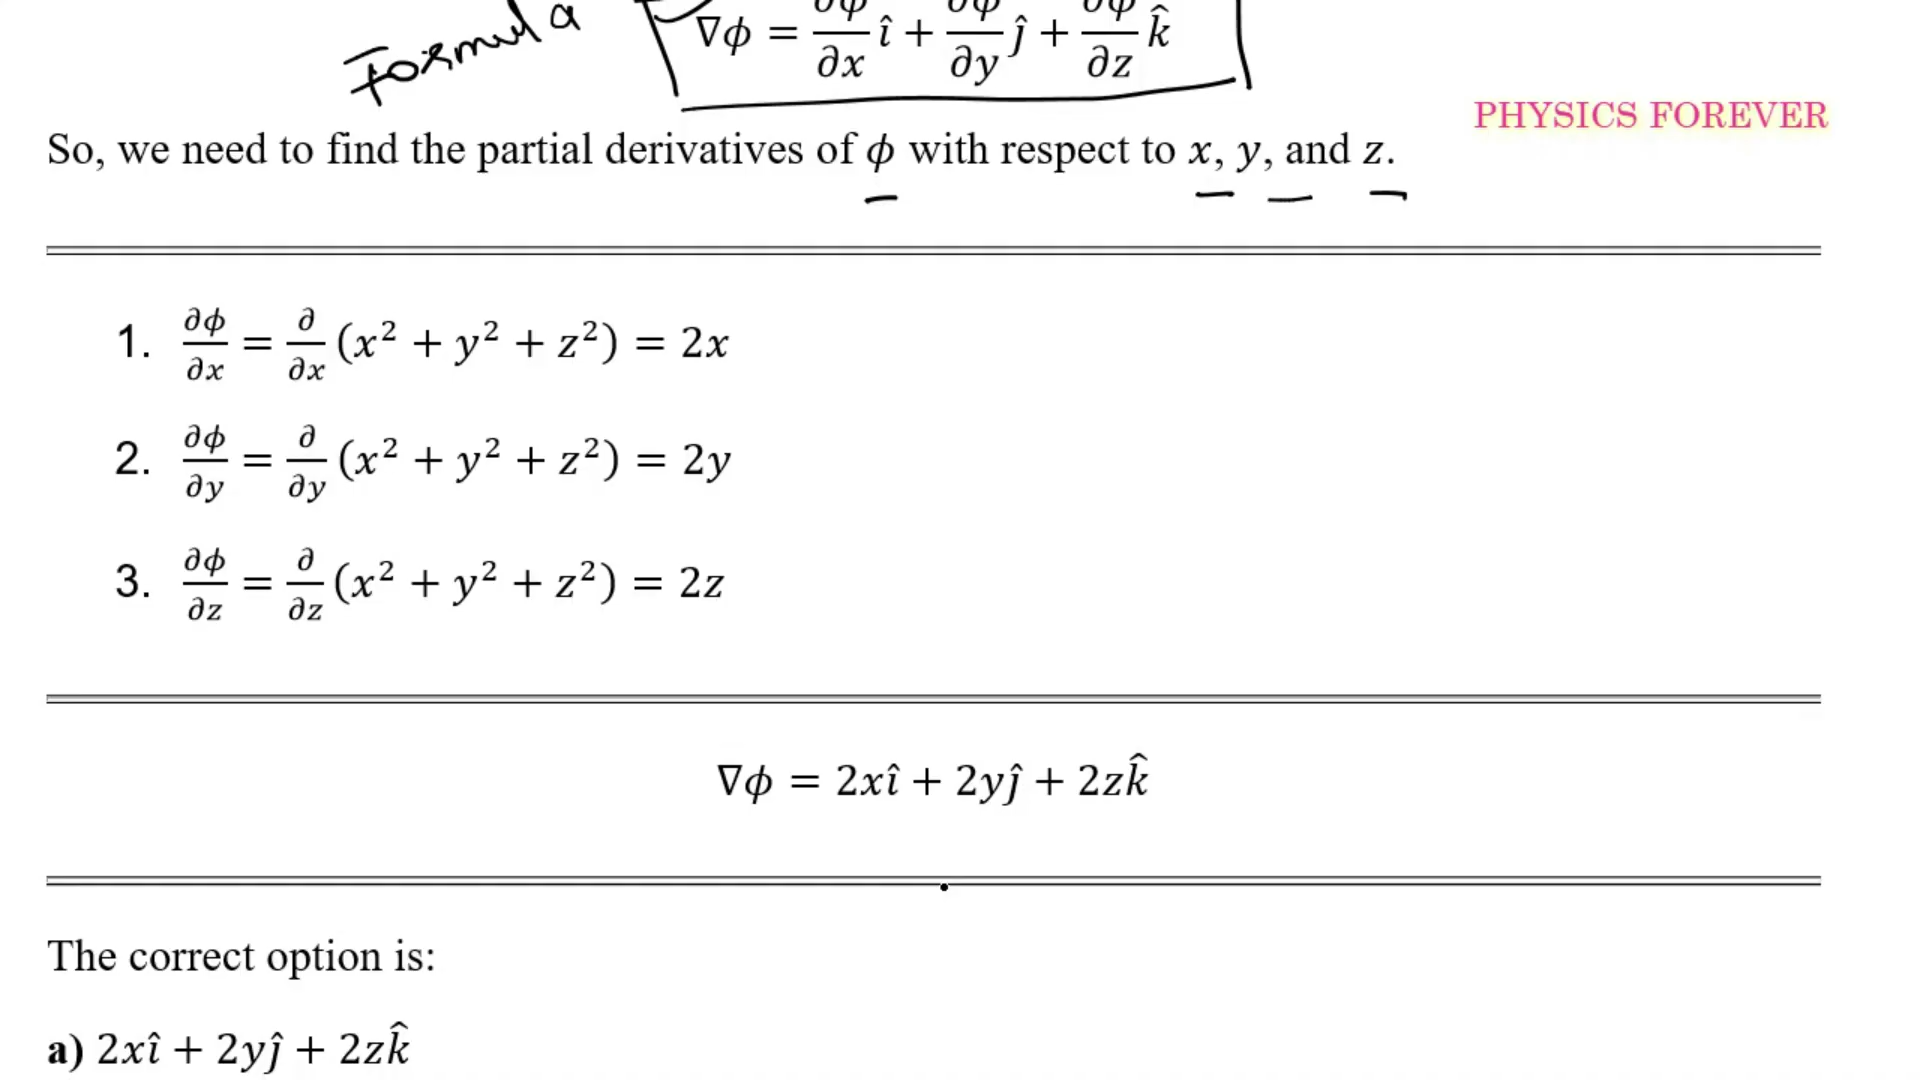 Formula
∇ϕ = ∂ϕ/∂x î + ∂ϕ/∂y ĵ + ∂ϕ/∂z k̂
PHYSICS FOREVER
So, we need to find the partial derivatives of ϕ with respect to x, y, and z.
1. ∂ϕ/∂x = ∂/∂x (x² + y² + z²) = 2x
2. ∂ϕ/∂y = ∂/∂y (x² + y² + z²) = 2y
3. ∂ϕ/∂z = ∂/∂z (x² + y² + z²) = 2z
∇ϕ = 2xî + 2yĵ + 2zk̂
The correct option is:
a) 2xî + 2yĵ + 2zk̂